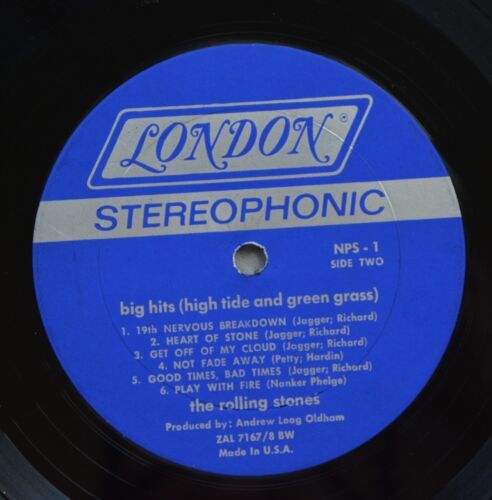 LONDON ®
STEREOPHONIC
NPS - 1
SIDE TWO
big hits (high tide and green grass)
1. 19th NERVOUS BREAKDOWN (Jagger; Richard)
2. HEART OF STONE (Jagger; Richard)
3. GET OFF OF MY CLOUD (Jagger; Richard)
4. NOT FADE AWAY (Petty; Hardin)
5. GOOD TIMES, BAD TIMES (Jagger; Richard)
6. PLAY WITH FIRE (Nanker Phelge)
the rolling stones
Produced by: Andrew Loog Oldham
ZAL 7167/8 BW
Made In U.S.A.